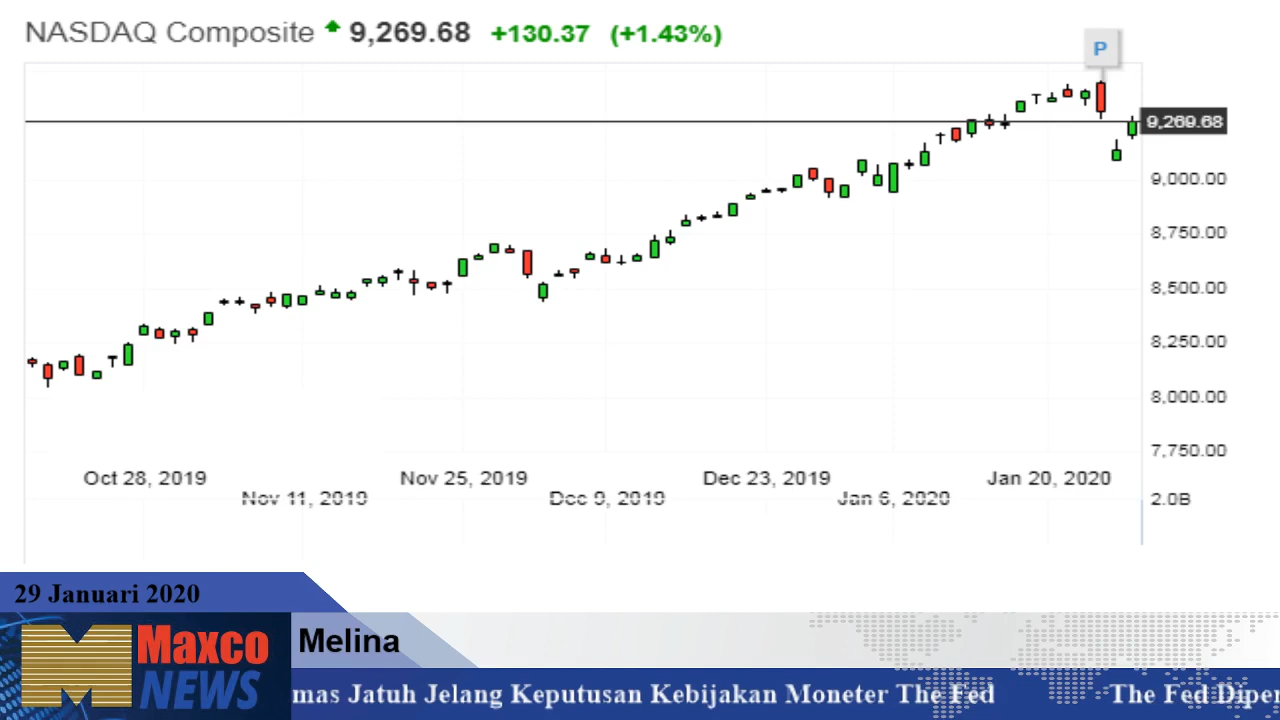 NASDAQ Composite 9,269.68 +130.37 (+1.43%)
P
9,269.68
9,000.00
8,750.00
8,500.00
8,250.00
8,000.00
7,750.00
Oct 28, 2019 Nov 25, 2019 Dec 23, 2019 Jan 20, 2020
Nov 11, 2019 Dec 9, 2019 Jan 6, 2020 2.0B
29 Januari 2020
Maxco Melina
NEWS mas Jatuh Jelang Keputusan Kebijakan Moneter The Fed The Fed Diper